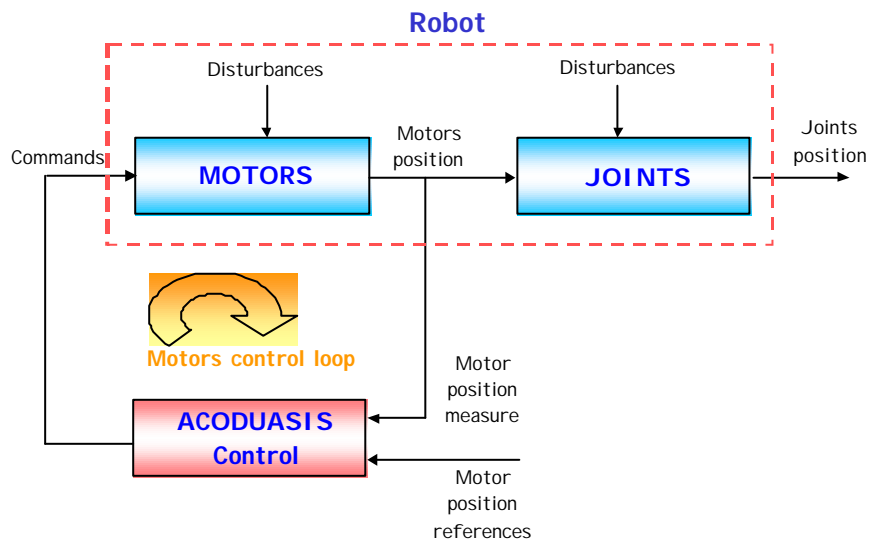 Robot
Disturbances
Disturbances
Commands
MOTORS
Motors
position
JOINTS
Joints
position
Motors control loop
Motor
position
measure
ACODUASIS
Control
Motor
position
references